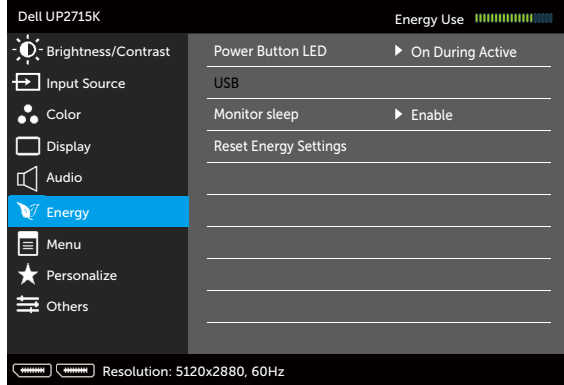 Dell UP2715K
Energy Use
Brightness/Contrast
Power Button LED
On During Active
Input Source
USB
Color
Monitor sleep
Enable
Display
Reset Energy Settings
Audio
Energy
Menu
Personalize
Others
Resolution: 5120x2880, 60Hz